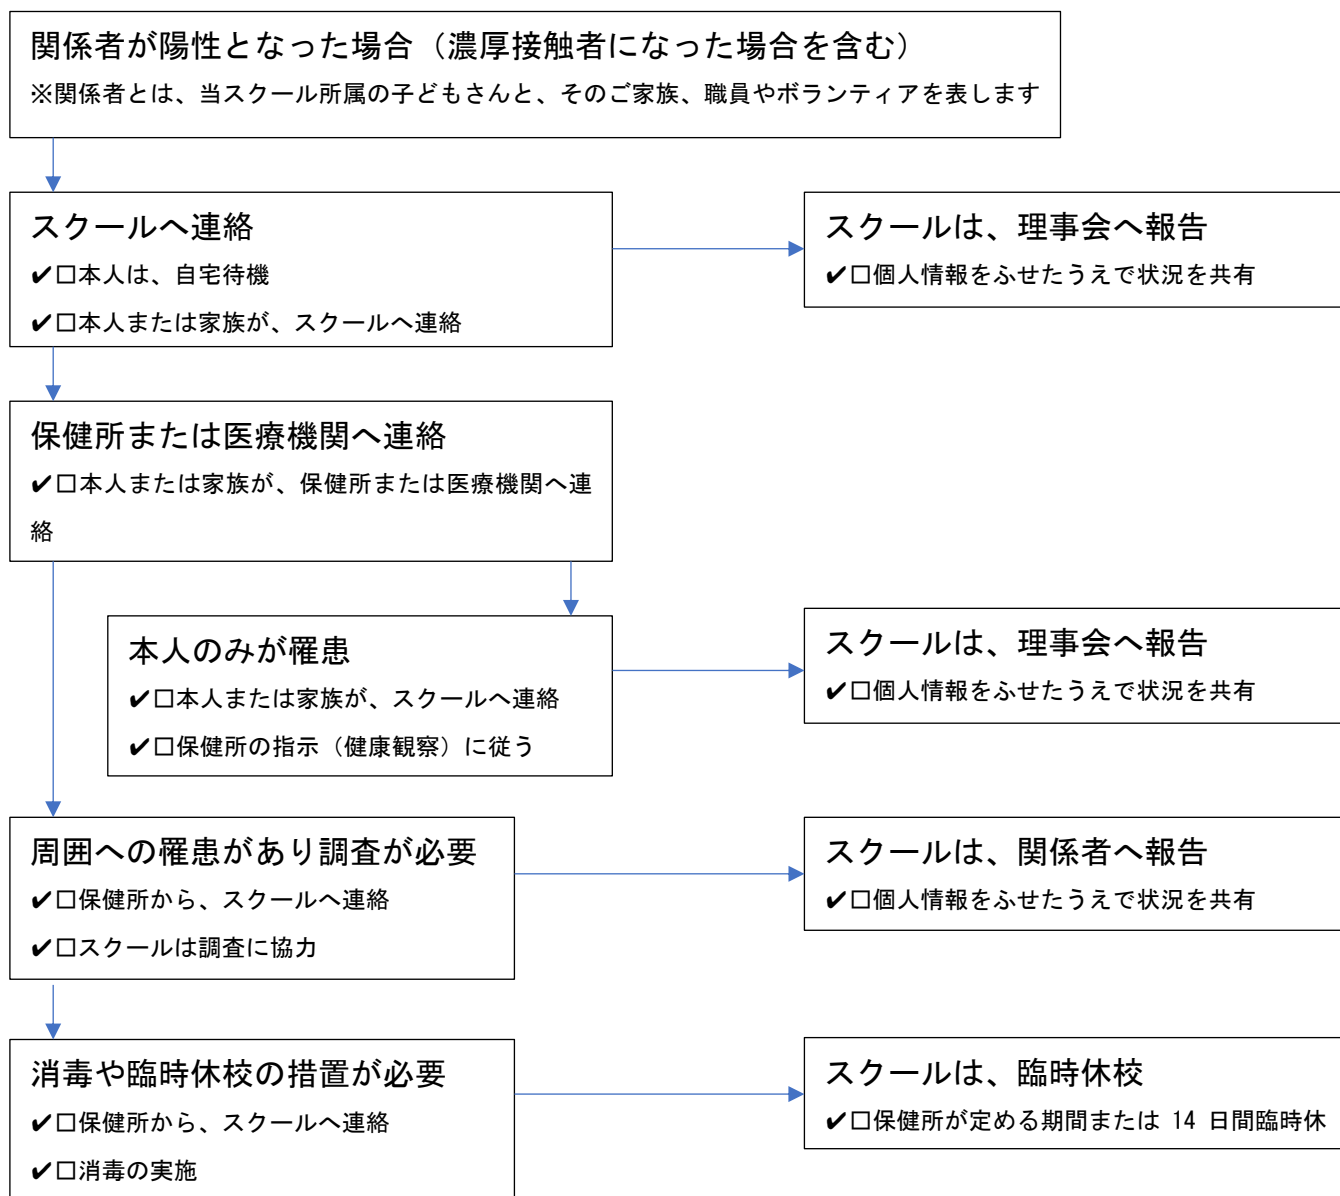 関係者が陽性となった場合（濃厚接触者になった場合を含む）
※関係者とは、当スクール所属の子どもさんと、そのご家族、職員やボランティアを表します
スクールへ連絡
✔□本人は、自宅待機
✔□本人または家族が、スクールへ連絡
スクールは、理事会へ報告
✔□個人情報をふせたうえで状況を共有
保健所または医療機関へ連絡
✔□本人または家族が、保健所または医療機関へ連
絡
本人のみが罹患
✔□本人または家族が、スクールへ連絡
✔□保健所の指示（健康観察）に従う
スクールは、理事会へ報告
✔□個人情報をふせたうえで状況を共有
周囲への罹患があり調査が必要
✔□保健所から、スクールへ連絡
✔□スクールは調査に協力
スクールは、関係者へ報告
✔□個人情報をふせたうえで状況を共有
消毒や臨時休校の措置が必要
✔□保健所から、スクールへ連絡
✔□消毒の実施
スクールは、臨時休校
✔□保健所が定める期間または 14 日間臨時休